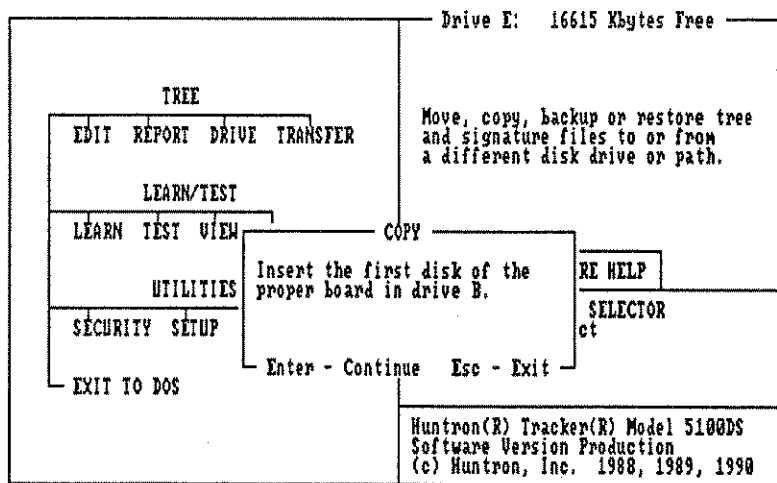 Drive E: 16615 Kbytes Free
TREE
EDIT REPORT DRIVE TRANSFER
Move, copy, backup or restore tree
and signature files to or from
a different disk drive or path.
LEARN/TEST
LEARN TEST VIEW
COPY
Insert the first disk of the
proper board in drive B.
Enter - Continue Esc - Exit
RE HELP
SELECTOR
ct
UTILITIES
SECURITY SETUP
EXIT TO DOS
Huntron(R) Tracker(R) Model 5100DS
Software Version Production
(c) Huntron, Inc. 1988, 1989, 1990